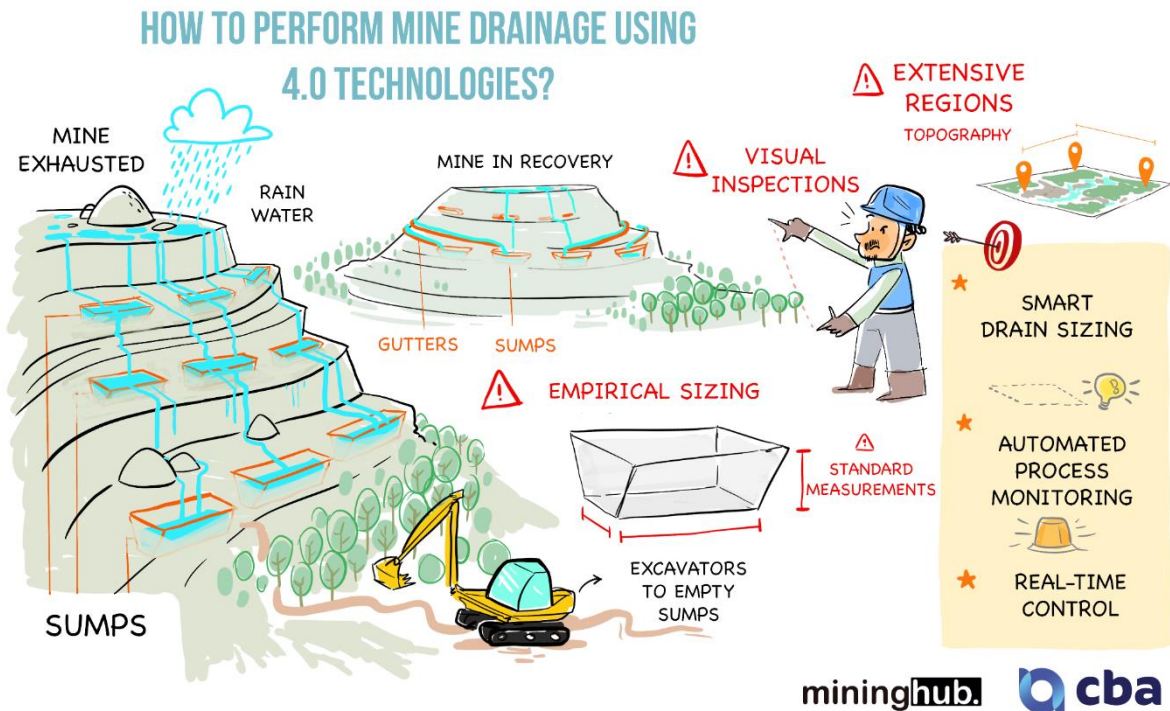 HOW TO PERFORM MINE DRAINAGE USING
4.0 TECHNOLOGIES?
MINE
EXHAUSTED
RAIN
WATER
MINE IN RECOVERY
GUTTERS
SUMPS
SUMPS
VISUAL
INSPECTIONS
EXTENSIVE
REGIONS
TOPOGRAPHY
EMPIRICAL SIZING
STANDARD
MEASUREMENTS
EXCAVATORS
TO EMPTY
SUMPS
SMART
DRAIN SIZING
AUTOMATED
PROCESS
MONITORING
REAL-TIME
CONTROL
mininghub.
cba